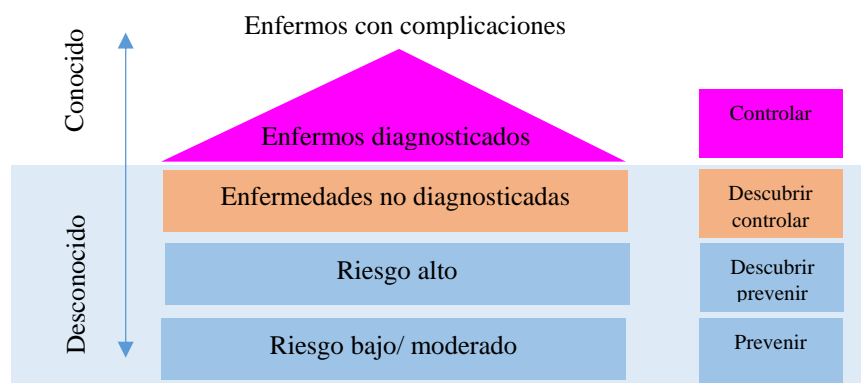 Enfermos con complicaciones
Conocido
Enfermos diagnosticados
Controlar
Desconocido
Enfermedades no diagnosticadas
Descubrir
controlar
Riesgo alto
Descubrir
prevenir
Riesgo bajo/ moderado
Prevenir